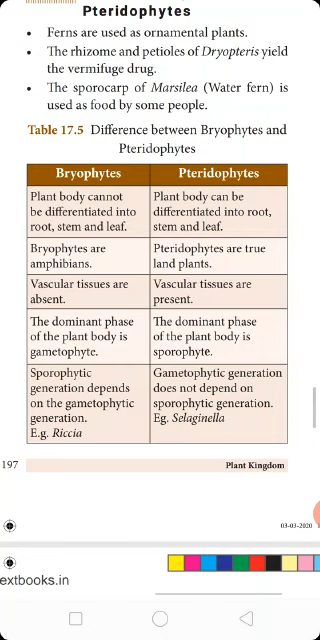 Pteridophytes
• Ferns are used as ornamental plants.
• The rhizome and petioles of Dryopteris yield
the vermifuge drug.
• The sporocarp of Marsilea (Water fern) is
used as food by some people.
Table 17.5 Difference between Bryophytes and
Pteridophytes
Bryophytes
Pteridophytes
Plant body cannot
be differentiated into
root, stem and leaf.
Plant body can be
differentiated into root,
stem and leaf.
Bryophytes are
amphibians.
Pteridophytes are true
land plants.
Vascular tissues are
absent.
Vascular tissues are
present.
The dominant phase
of the plant body is
gametophyte.
The dominant phase
of the plant body is
sporophyte.
Sporophytic
generation depends
on the gametophytic
generation.
E.g. Riccia
Gametophytic generation
does not depend on
sporophytic generation.
Eg. Selaginella
197
Plant Kingdom
03-03-2020
extbooks.in